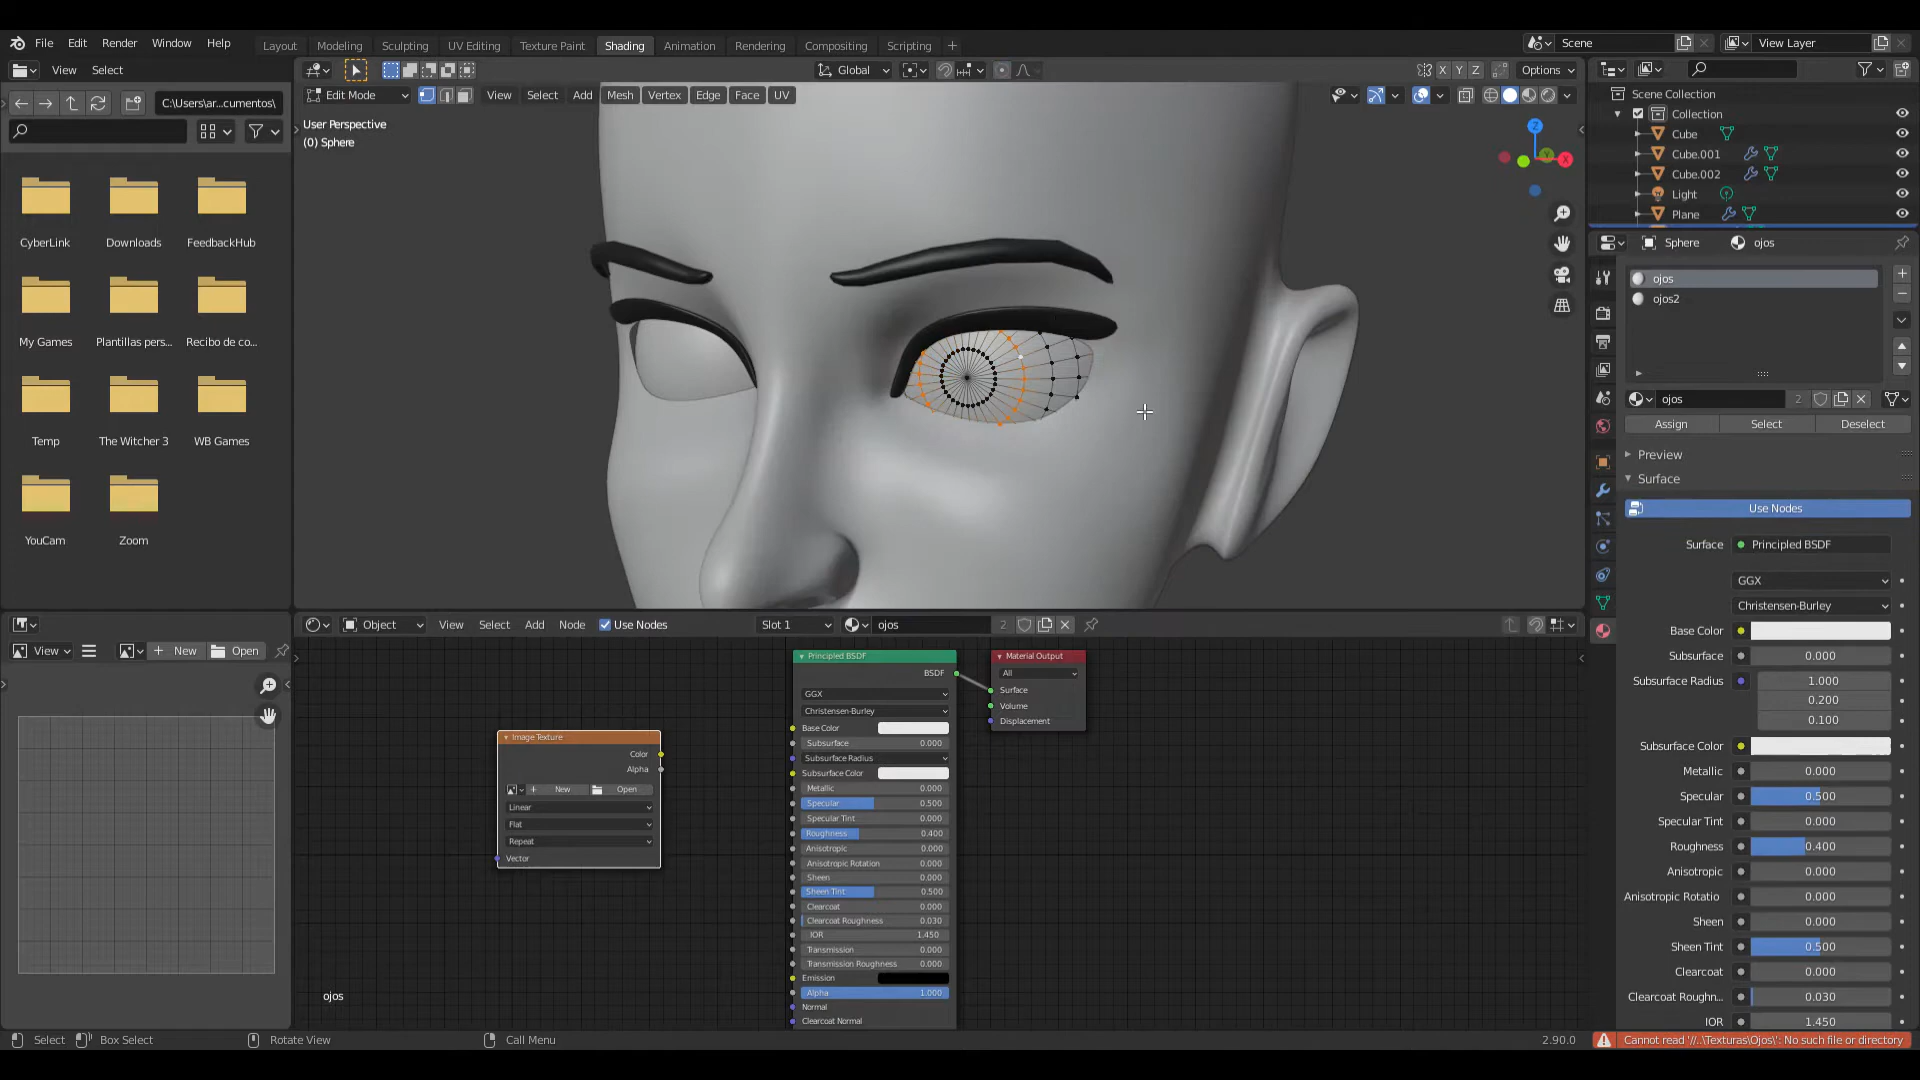 File Edit Render Window Help
Layout Modeling Sculpting UV Editing Texture Paint Shading Animation Rendering Compositing Scripting
Scene
View Layer
View Select
Global
X Y Z
Options
C:\Users\ar...cumentos\
Edit Mode
View Select Add Mesh Vertex Edge Face UV
User Perspective
(0) Sphere
Z
X
Y
Scene Collection
Collection
Cube
Cube.001
Cube.002
Light
Plane
CyberLink Downloads FeedbackHub
My Games Plantillas pers... Recibo de co...
Temp The Witcher 3 WB Games
YouCam Zoom
Sphere ojos
ojos
ojos2
ojos 2
Assign Select Deselect
Preview
Surface
Use Nodes
Surface Principled BSDF
GGX
Christensen-Burley
Base Color
Subsurface 0.000
Subsurface Radius 1.000
0.200
0.100
Subsurface Color
Metallic 0.000
Specular 0.500
Specular Tint 0.000
Roughness 0.400
Anisotropic 0.000
Anisotropic Rotatio 0.000
Sheen 0.000
Sheen Tint 0.500
Clearcoat 0.000
Clearcoat Roughn... 0.030
IOR 1.450
View New Open
Object View Select Add Node Use Nodes Slot 1 ojos 2
Image Texture
Color
Alpha
New Open
Linear
Flat
Repeat
Vector
Principled BSDF
BSDF
GGX
Christensen-Burley
Base Color
Subsurface 0.000
Subsurface Radius
Subsurface Color
Metallic 0.000
Specular 0.500
Specular Tint 0.000
Roughness 0.400
Anisotropic 0.000
Anisotropic Rotation 0.000
Sheen 0.000
Sheen Tint 0.500
Clearcoat 0.000
Clearcoat Roughness 0.030
IOR 1.450
Transmission 0.000
Transmission Roughness 0.000
Emission
Alpha 1.000
Normal
Clearcoat Normal
Material Output
All
Surface
Volume
Displacement
ojos
Select Box Select Rotate View Call Menu
2.90.0
Cannot read '//..\Texturas\Ojos\': No such file or directory